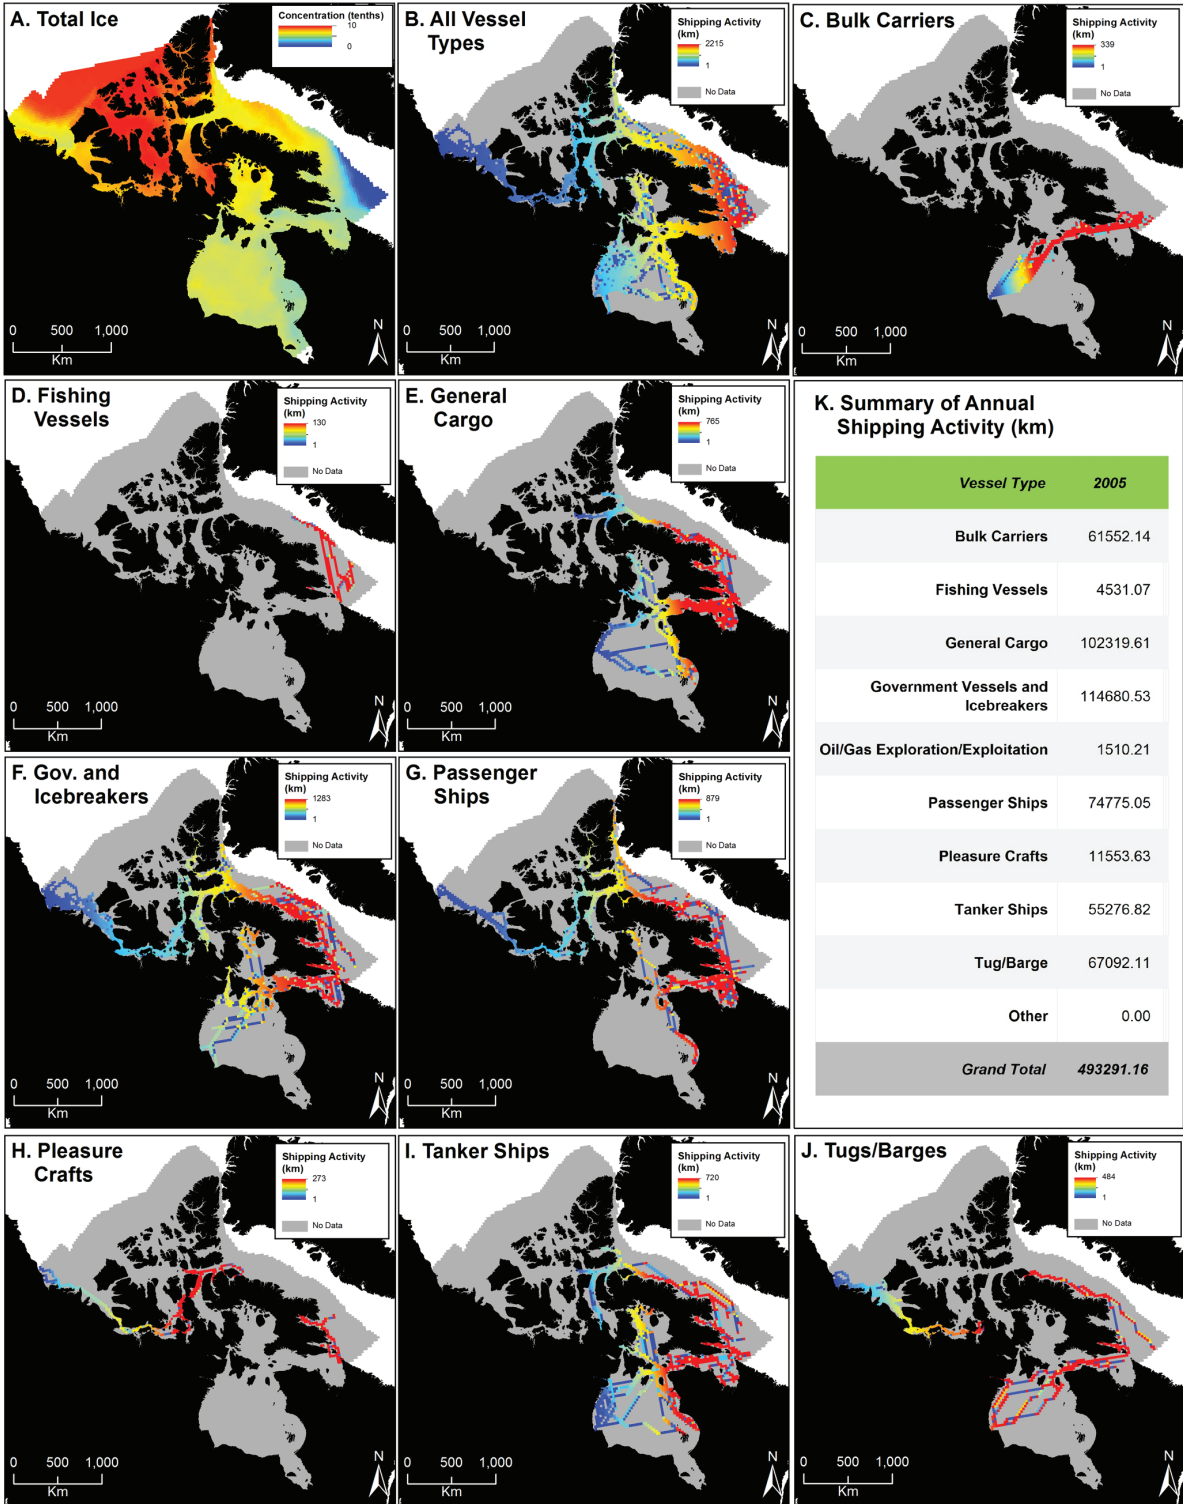 A. Total Ice
Concentration (tenths)
10
0
0 500 1,000
Km
N
B. All Vessel
Types
Shipping Activity
(km)
2215
1
No Data
0 500 1,000
Km
N
C. Bulk Carriers
Shipping Activity
(km)
339
1
No Data
0 500 1,000
Km
N
D. Fishing
Vessels
Shipping Activity
(km)
130
1
No Data
0 500 1,000
Km
N
E. General
Cargo
Shipping Activity
(km)
765
1
No Data
0 500 1,000
Km
N
K. Summary of Annual
Shipping Activity (km)
Vessel Type 2005
Bulk Carriers 61552.14
Fishing Vessels 4531.07
General Cargo 102319.61
Government Vessels and
Icebreakers 114680.53
Oil/Gas Exploration/Exploitation 1510.21
Passenger Ships 74775.05
Pleasure Crafts 11553.63
Tanker Ships 55276.82
Tug/Barge 67092.11
Other 0.00
Grand Total 493291.16
F. Gov. and
Icebreakers
Shipping Activity
(km)
1283
1
No Data
0 500 1,000
Km
N
G. Passenger
Ships
Shipping Activity
(km)
879
1
No Data
0 500 1,000
Km
N
H. Pleasure
Crafts
Shipping Activity
(km)
273
1
No Data
0 500 1,000
Km
N
I. Tanker Ships
Shipping Activity
(km)
720
1
No Data
0 500 1,000
Km
N
J. Tugs/Barges
Shipping Activity
(km)
484
1
No Data
0 500 1,000
Km
N